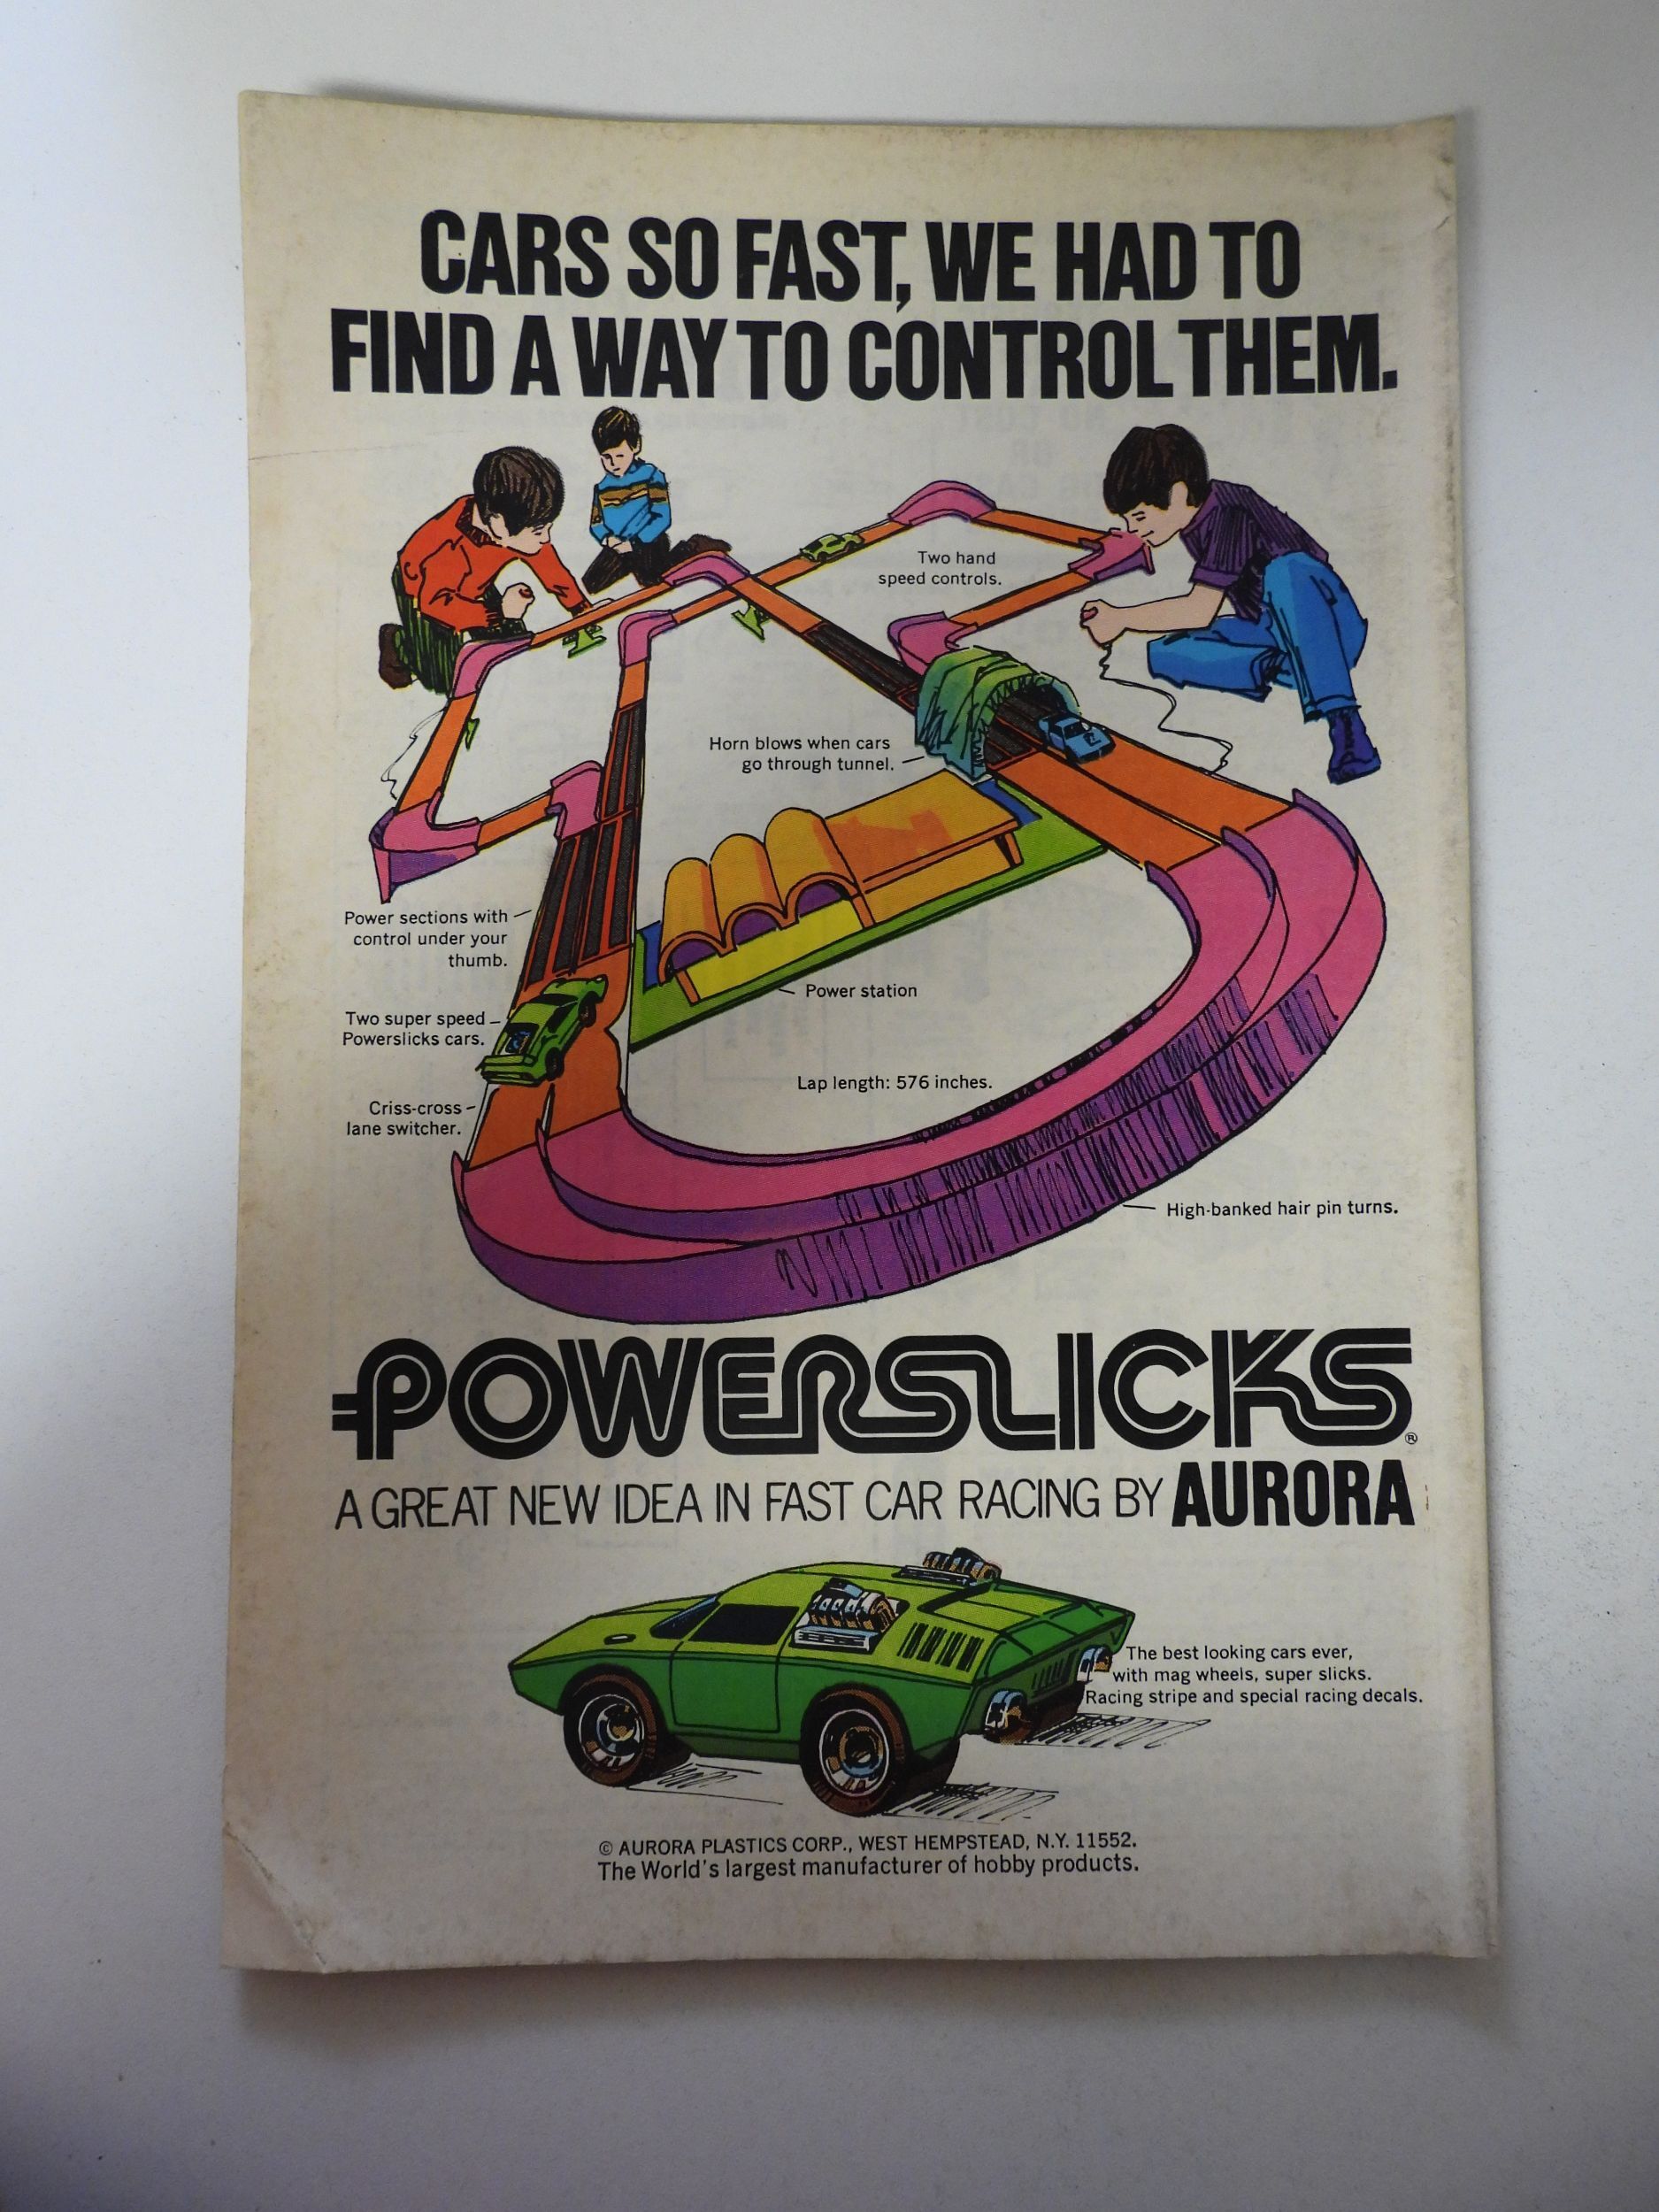 CARS SO FAST, WE HAD TO
FIND A WAY TO CONTROL THEM.
Two hand
speed controls.
Horn blows when cars
go through tunnel.
Power sections with
control under your
thumb.
Power station
Two super speed
Powerslicks cars.
Lap length: 576 inches.
Criss-cross
lane switcher.
High-banked hair pin turns.
POWERSLICKS®
A GREAT NEW IDEA IN FAST CAR RACING BY AURORA
The best looking cars ever,
with mag wheels, super slicks.
Racing stripe and special racing decals.
© AURORA PLASTICS CORP., WEST HEMPSTEAD, N.Y. 11552.
The World's largest manufacturer of hobby products.